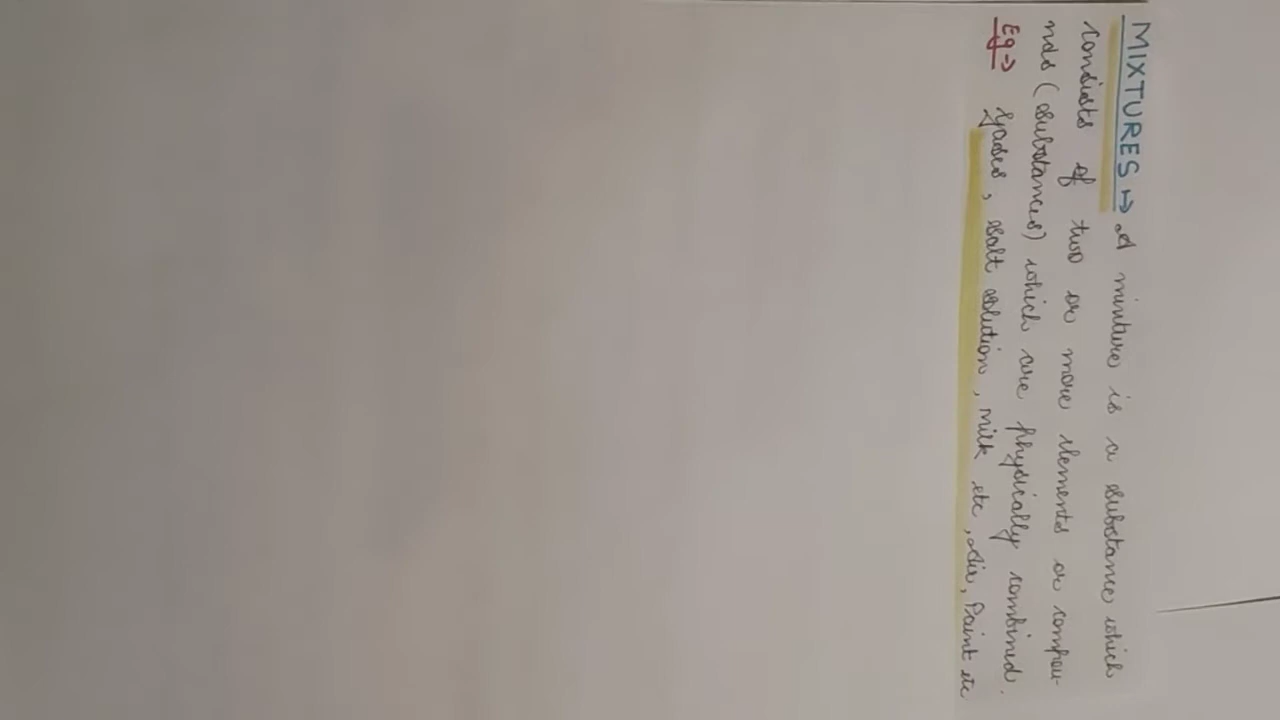 MIXTURES → A mixture is a substance which
consists of two or more elements or compou-
nds (substances) which are physically combined.
Eg → gases, salt solution, milk etc, Air, Paint etc